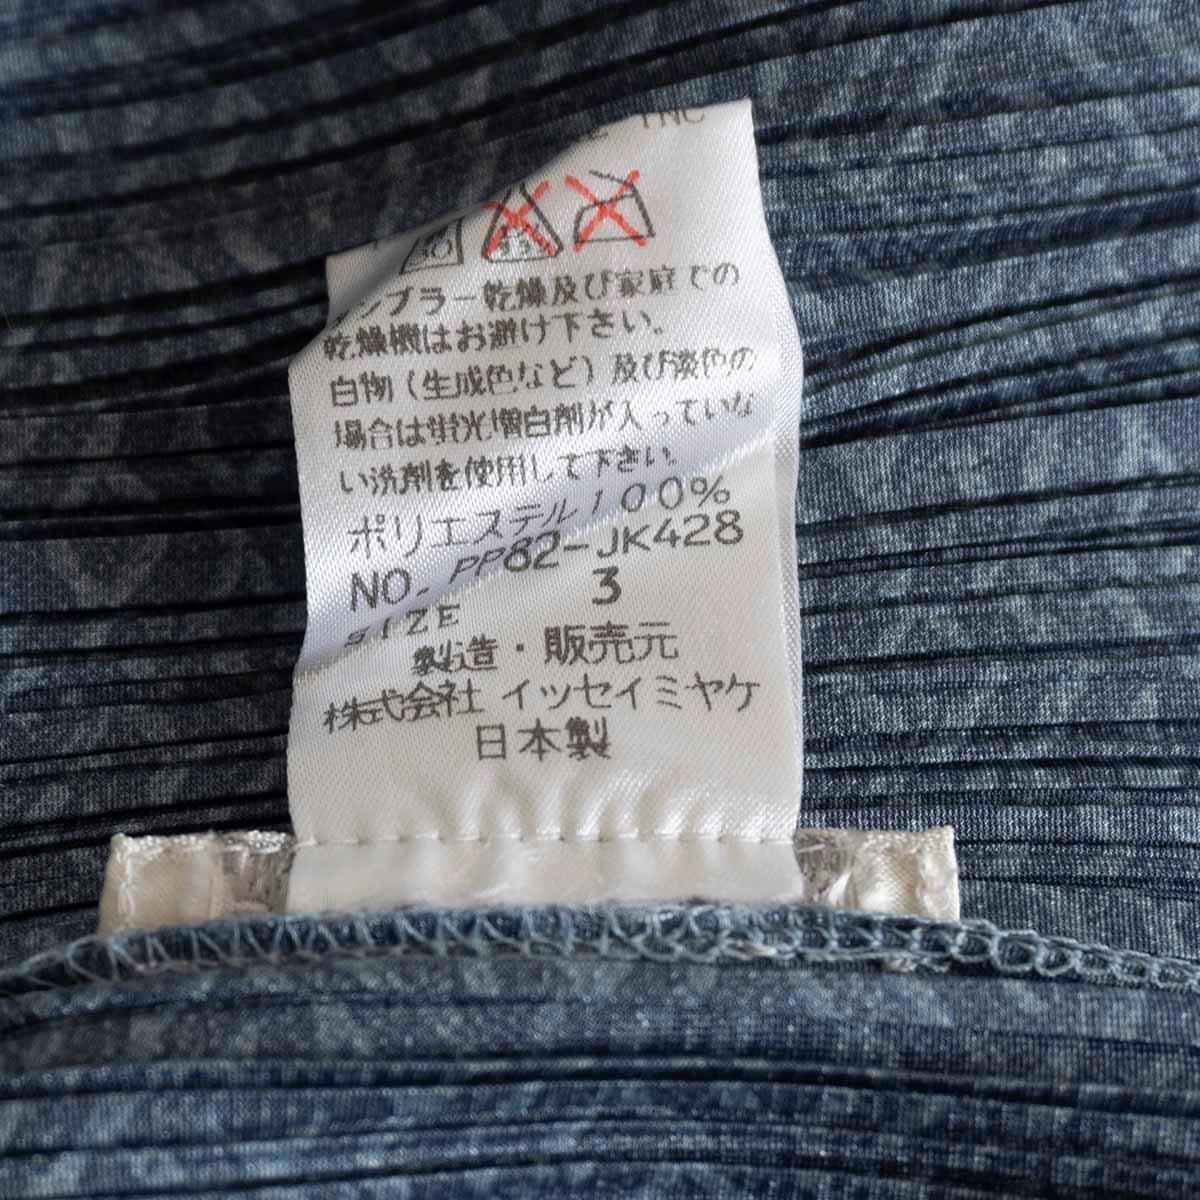 INC
30
タンブラー乾燥及び家庭での
乾燥機はお避け下さい。
白物(生成色など)及び淡色の
場合は蛍光増白剤が入っていな
い洗剤を使用して下さい。
ポリエステル100%
NO. PP82-JK428
SIZE 3
製造・販売元
株式会社 イッセイミヤケ
日本製